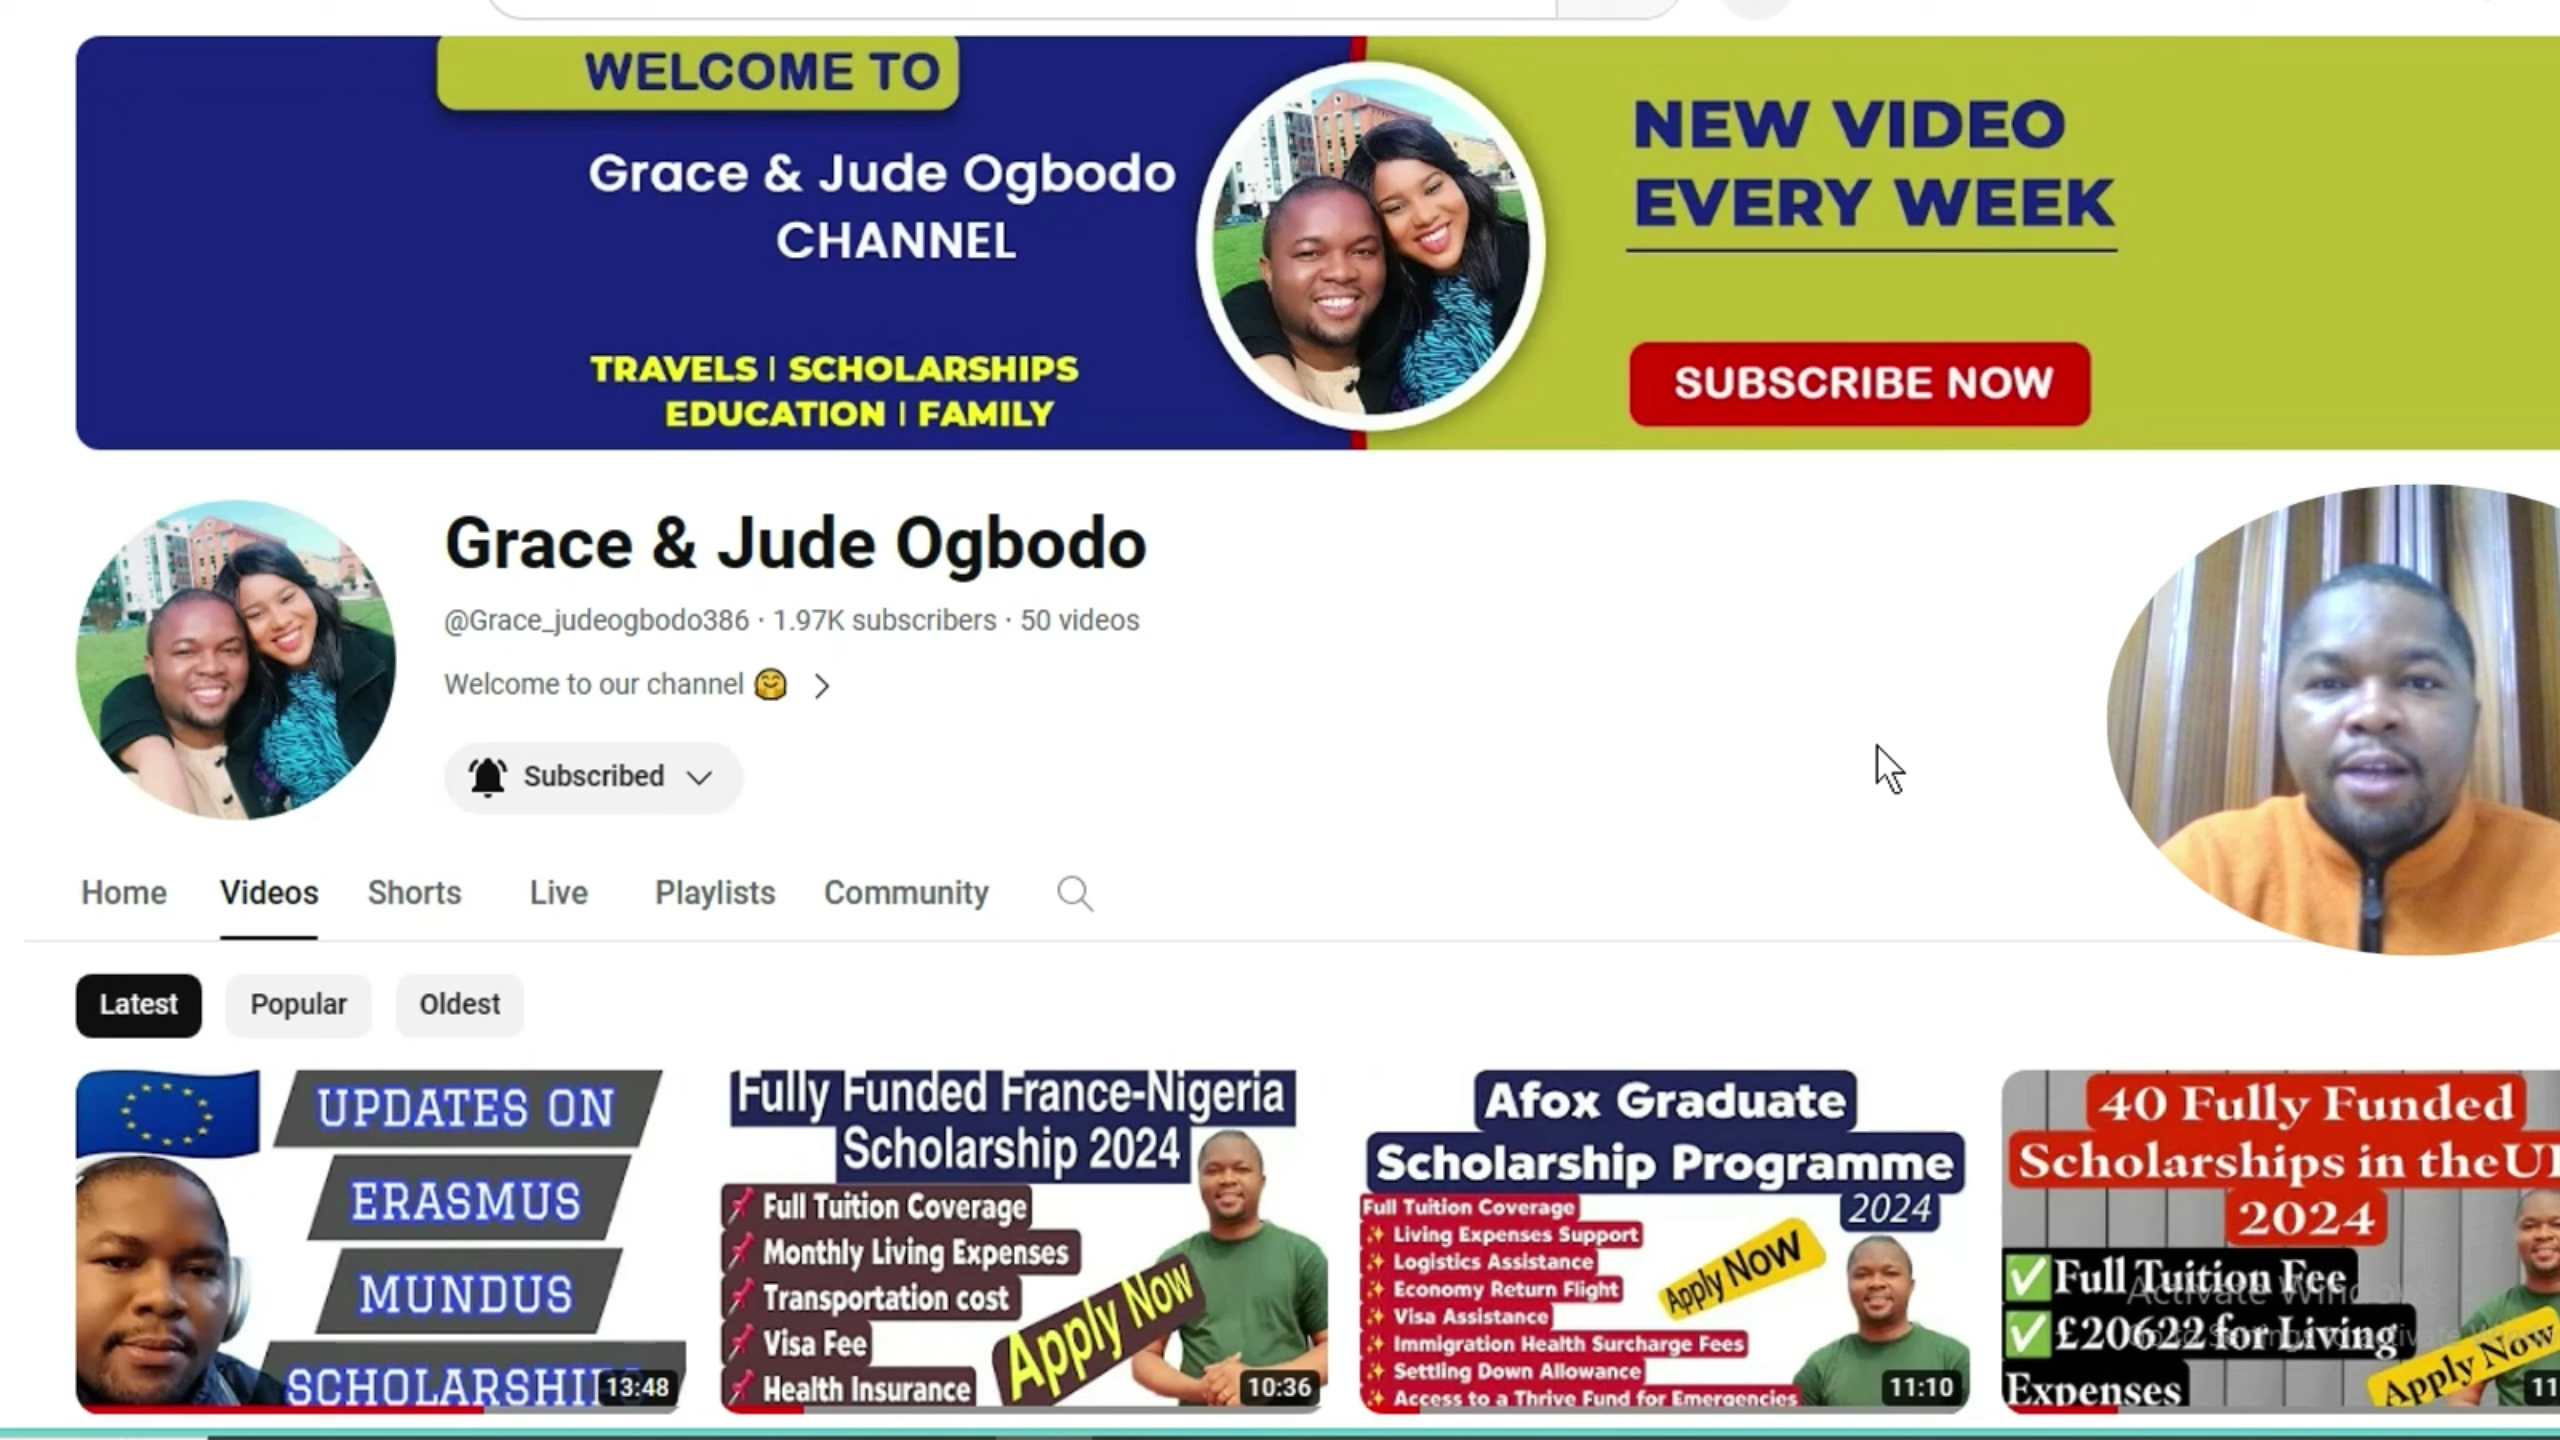 WELCOME TO
Grace & Jude Ogbodo
CHANNEL
TRAVELS | SCHOLARSHIPS
EDUCATION | FAMILY
NEW VIDEO
EVERY WEEK
SUBSCRIBE NOW
Grace & Jude Ogbodo
@Grace_judeogbodo386 · 1.97K subscribers · 50 videos
Welcome to our channel 🤗
Subscribed
Home Videos Shorts Live Playlists Community
Latest Popular Oldest
UPDATES ON
ERASMUS
MUNDUS
13:48
Fully Funded France-Nigeria
Scholarship 2024
📌 Full Tuition Coverage
📌 Monthly Living Expenses
📌 Transportation cost
📌 Visa Fee
📌 Health Insurance
Apply Now
10:36
Afox Graduate
Scholarship Programme
2024
Full Tuition Coverage
✨ Living Expenses Support
✨ Logistics Assistance
✨ Economy Return Flight
✨ Visa Assistance
✨ Immigration Health Surcharge Fees
✨ Settling Down Allowance
✨ Access to a Thrive Fund for Emergencies
Apply Now
11:10
40 Fully Funded
Scholarships in the
2024
✅ Full Tuition Fee
✅ £20622 for Living
Expenses
Apply Now
Activate Windows